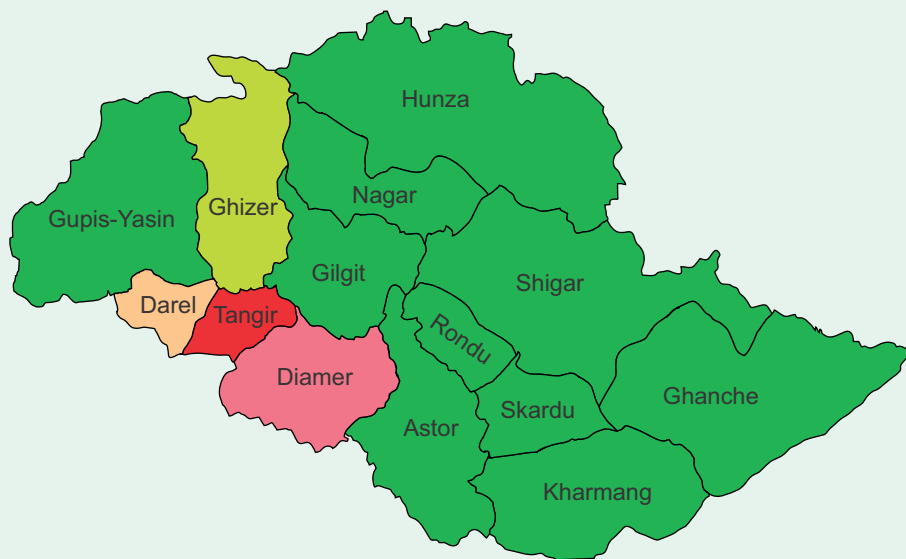 Hunza
Nagar
Ghizer
Gupis-Yasin
Gilgit
Shigar
Darel
Tangir
Rondu
Diamer
Ghanche
Skardu
Astor
Kharmang